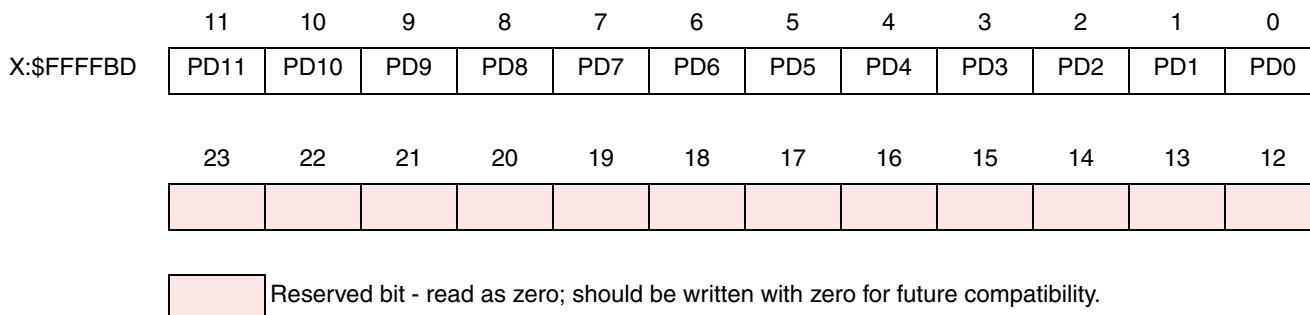 11 10 9 8 7 6 5 4 3 2 1 0
X:$FFFFBD PD11 PD10 PD9 PD8 PD7 PD6 PD5 PD4 PD3 PD2 PD1 PD0
23 22 21 20 19 18 17 16 15 14 13 12
Reserved bit - read as zero; should be written with zero for future compatibility.